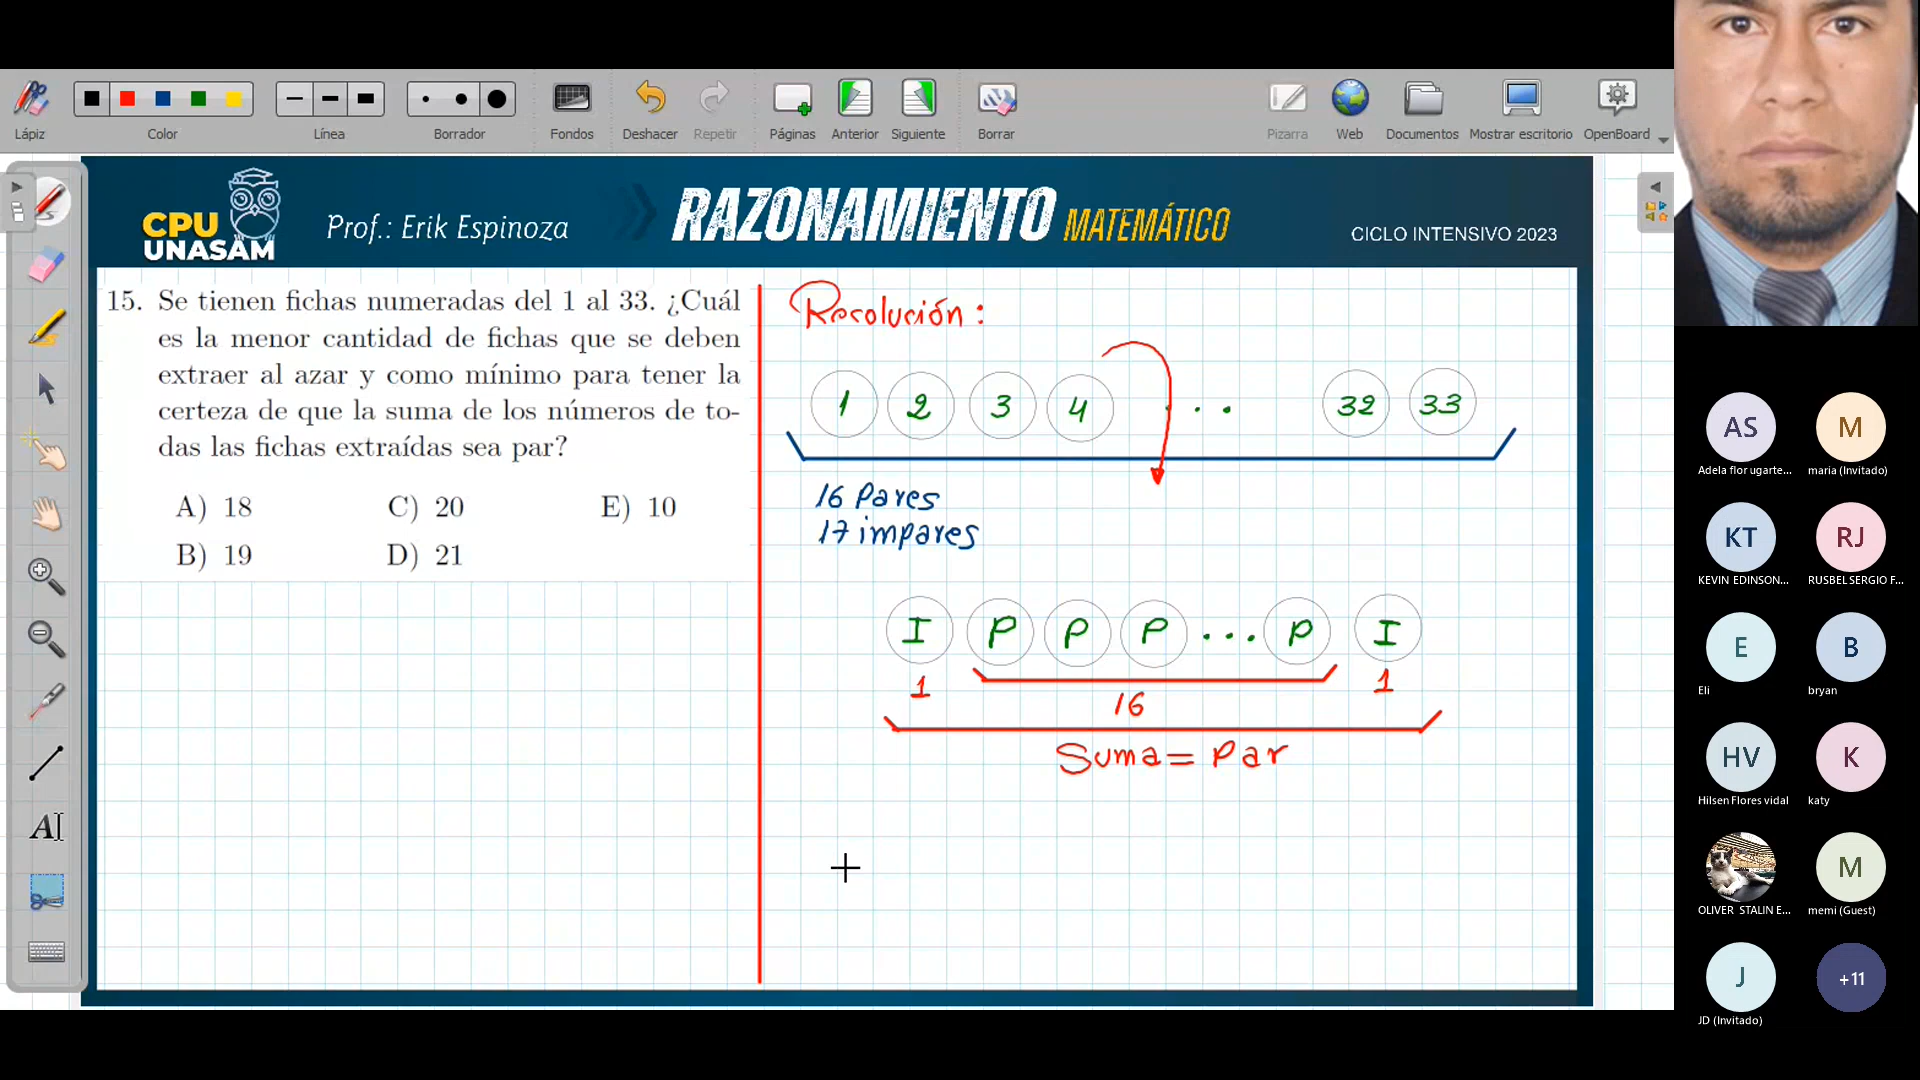 Lápiz
Color
Línea
Borrador
Fondos
Deshacer
Repetir
Páginas
Anterior
Siguiente
Borrar
Pizarra
Web
Documentos
Mostrar escritorio
OpenBoard
CPU
UNASAM
Prof.: Erik Espinoza
RAZONAMIENTO MATEMÁTICO
CICLO INTENSIVO 2023
15. Se tienen fichas numeradas del 1 al 33. ¿Cuál
es la menor cantidad de fichas que se deben
extraer al azar y como mínimo para tener la
certeza de que la suma de los números de to-
das las fichas extraídas sea par?
A) 18 C) 20 E) 10
B) 19 D) 21
Resolución:
1 2 3 4 ... 32 33
16 Pares
17 impares
I P P P ... P I
1 16 1
Suma = Par
A
AS
Adela flor ugarte...
M
maria (Invitado)
KT
KEVIN EDINSON...
RJ
RUSBEL SERGIO F...
E
Eli
B
bryan
HV
Hilsen Flores vidal
K
katy
OLIVER STALIN E...
M
memi (Guest)
J
JD (Invitado)
+11